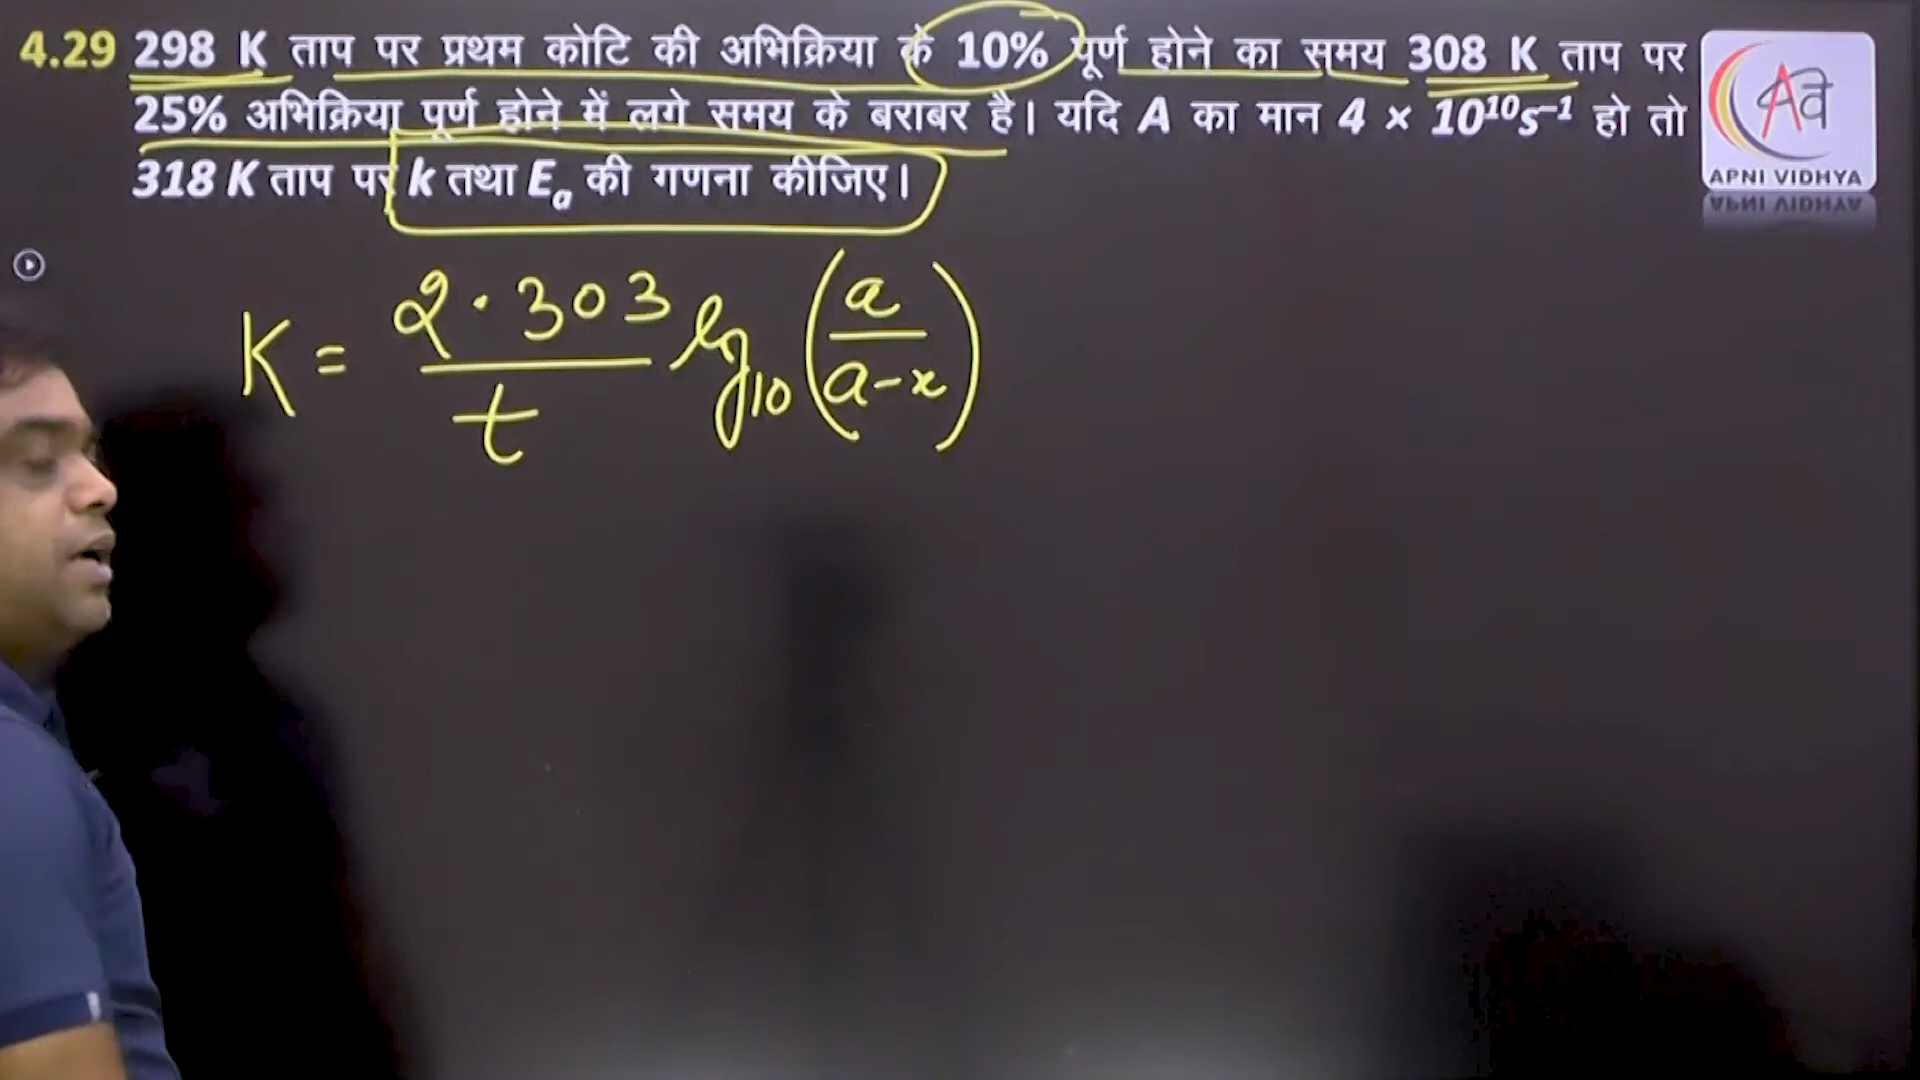 4.29 298 K ताप पर प्रथम कोटि की अभिक्रिया के 10% पूर्ण होने का समय 308 K ताप पर
25% अभिक्रिया पूर्ण होने में लगे समय के बराबर है। यदि A का मान 4 × 10¹⁰s⁻¹ हो तो
318 K ताप पर k तथा Eₐ की गणना कीजिए।
Aवि
APNI VIDHYA
K = 2.303/t log₁₀ (a/a-x)